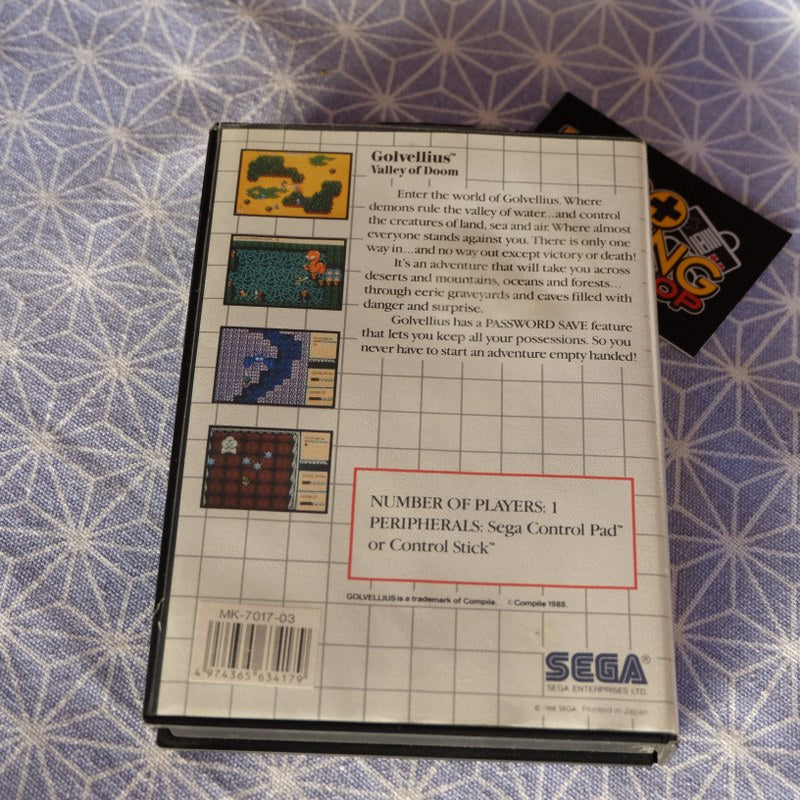 Golvellius™
Valley of Doom
Enter the world of Golvellius. Where
demons rule the valley of water...and control
the creatures of land, sea and air. Where almost
everyone stands against you. There is only one
way in...and no way out except victory or death!
It's an adventure that will take you across
deserts and mountains, oceans and forests...
through eerie graveyards and caves filled with
danger and surprise.
Golvellius has a PASSWORD SAVE feature
that lets you keep all your possessions. So you
never have to start an adventure empty handed!
NUMBER OF PLAYERS: 1
PERIPHERALS: Sega Control Pad™
or Control Stick™
GOLVELLIUS is a trademark of Compile. © Compile 1988.
MK-7017-03
4 974365 634179
SEGA®
SEGA ENTERPRISES LTD.
© 1988 SEGA Printed in Japan